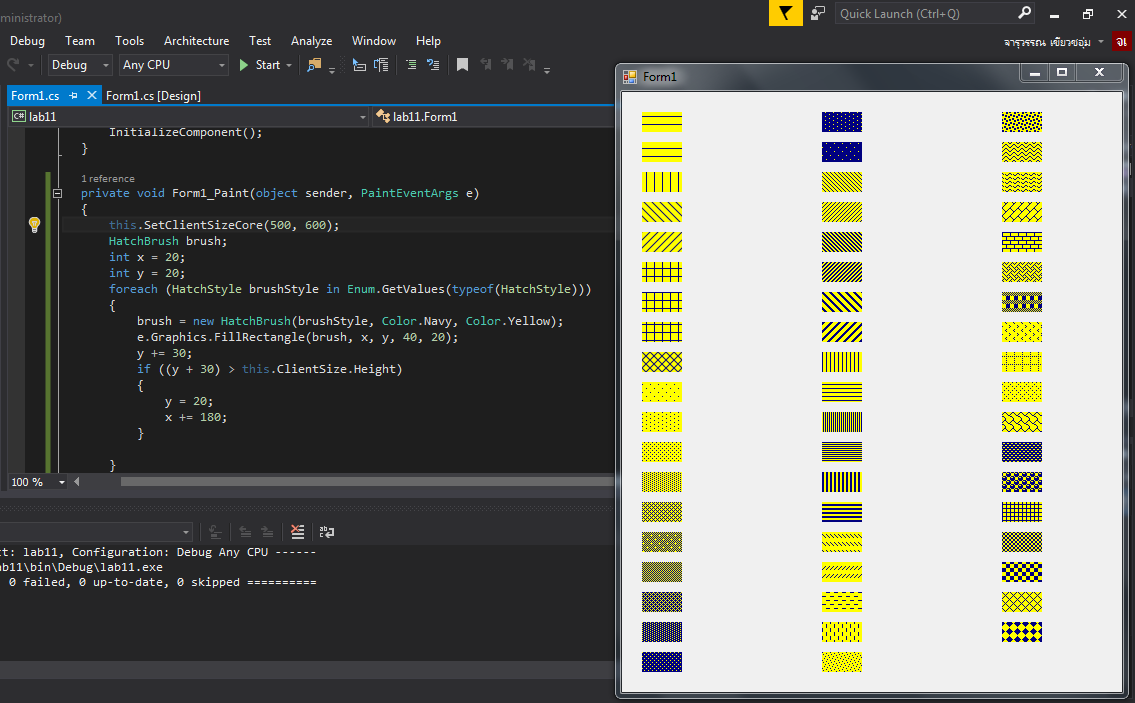 ministrator)
Quick Launch (Ctrl+Q)
Debug Team Tools Architecture Test Analyze Window Help
จารุวรรณ เขียวชอุ่ม
จเ
Debug Any CPU Start
Form1.cs Form1.cs [Design]
C# lab11 lab11.Form1
InitializeComponent();
}
1 reference
private void Form1_Paint(object sender, PaintEventArgs e)
{
this.SetClientSizeCore(500, 600);
HatchBrush brush;
int x = 20;
int y = 20;
foreach (HatchStyle brushStyle in Enum.GetValues(typeof(HatchStyle)))
{
brush = new HatchBrush(brushStyle, Color.Navy, Color.Yellow);
e.Graphics.FillRectangle(brush, x, y, 40, 20);
y += 30;
if ((y + 30) > this.ClientSize.Height)
{
y = 20;
x += 180;
}
}
100 %
ct: lab11, Configuration: Debug Any CPU ------
ab11\bin\Debug\lab11.exe
0 failed, 0 up-to-date, 0 skipped ==========
Form1